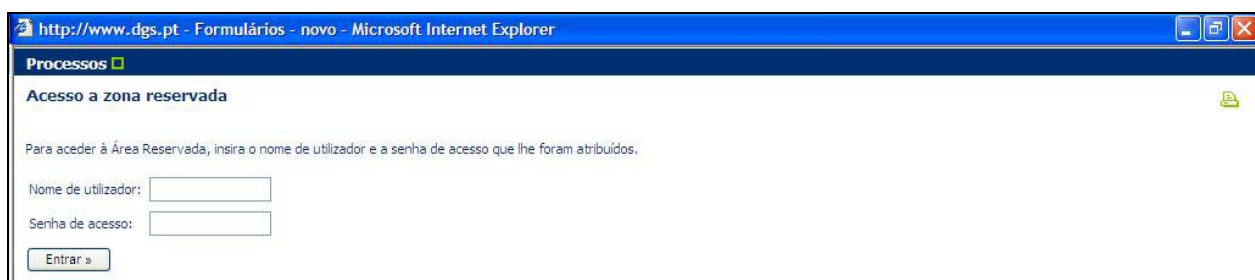 http://www.dgs.pt - Formulários - novo - Microsoft Internet Explorer
Processos
Acesso a zona reservada
Para aceder à Área Reservada, insira o nome de utilizador e a senha de acesso que lhe foram atribuídos.
Nome de utilizador:
Senha de acesso:
Entrar »